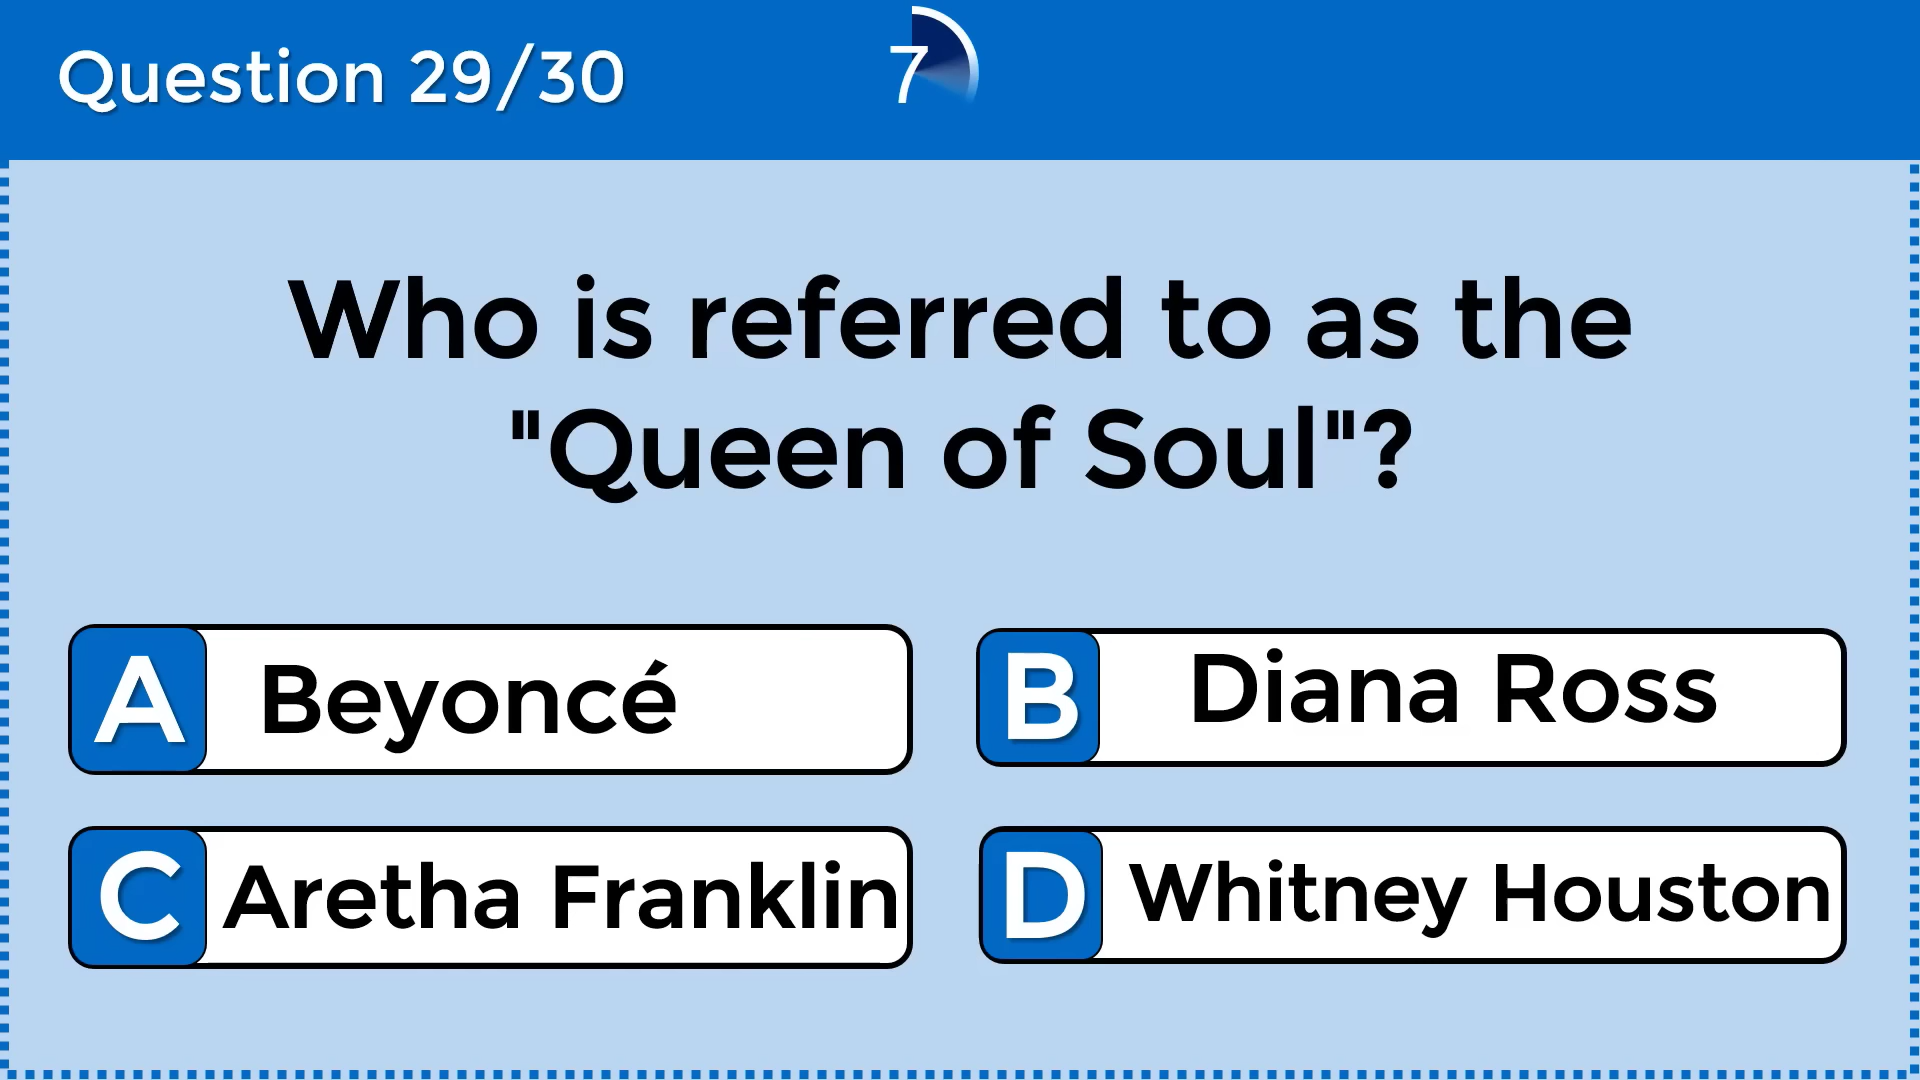 Question 29/30
7
Who is referred to as the
"Queen of Soul"?
A Beyoncé
B Diana Ross
C Aretha Franklin
D Whitney Houston